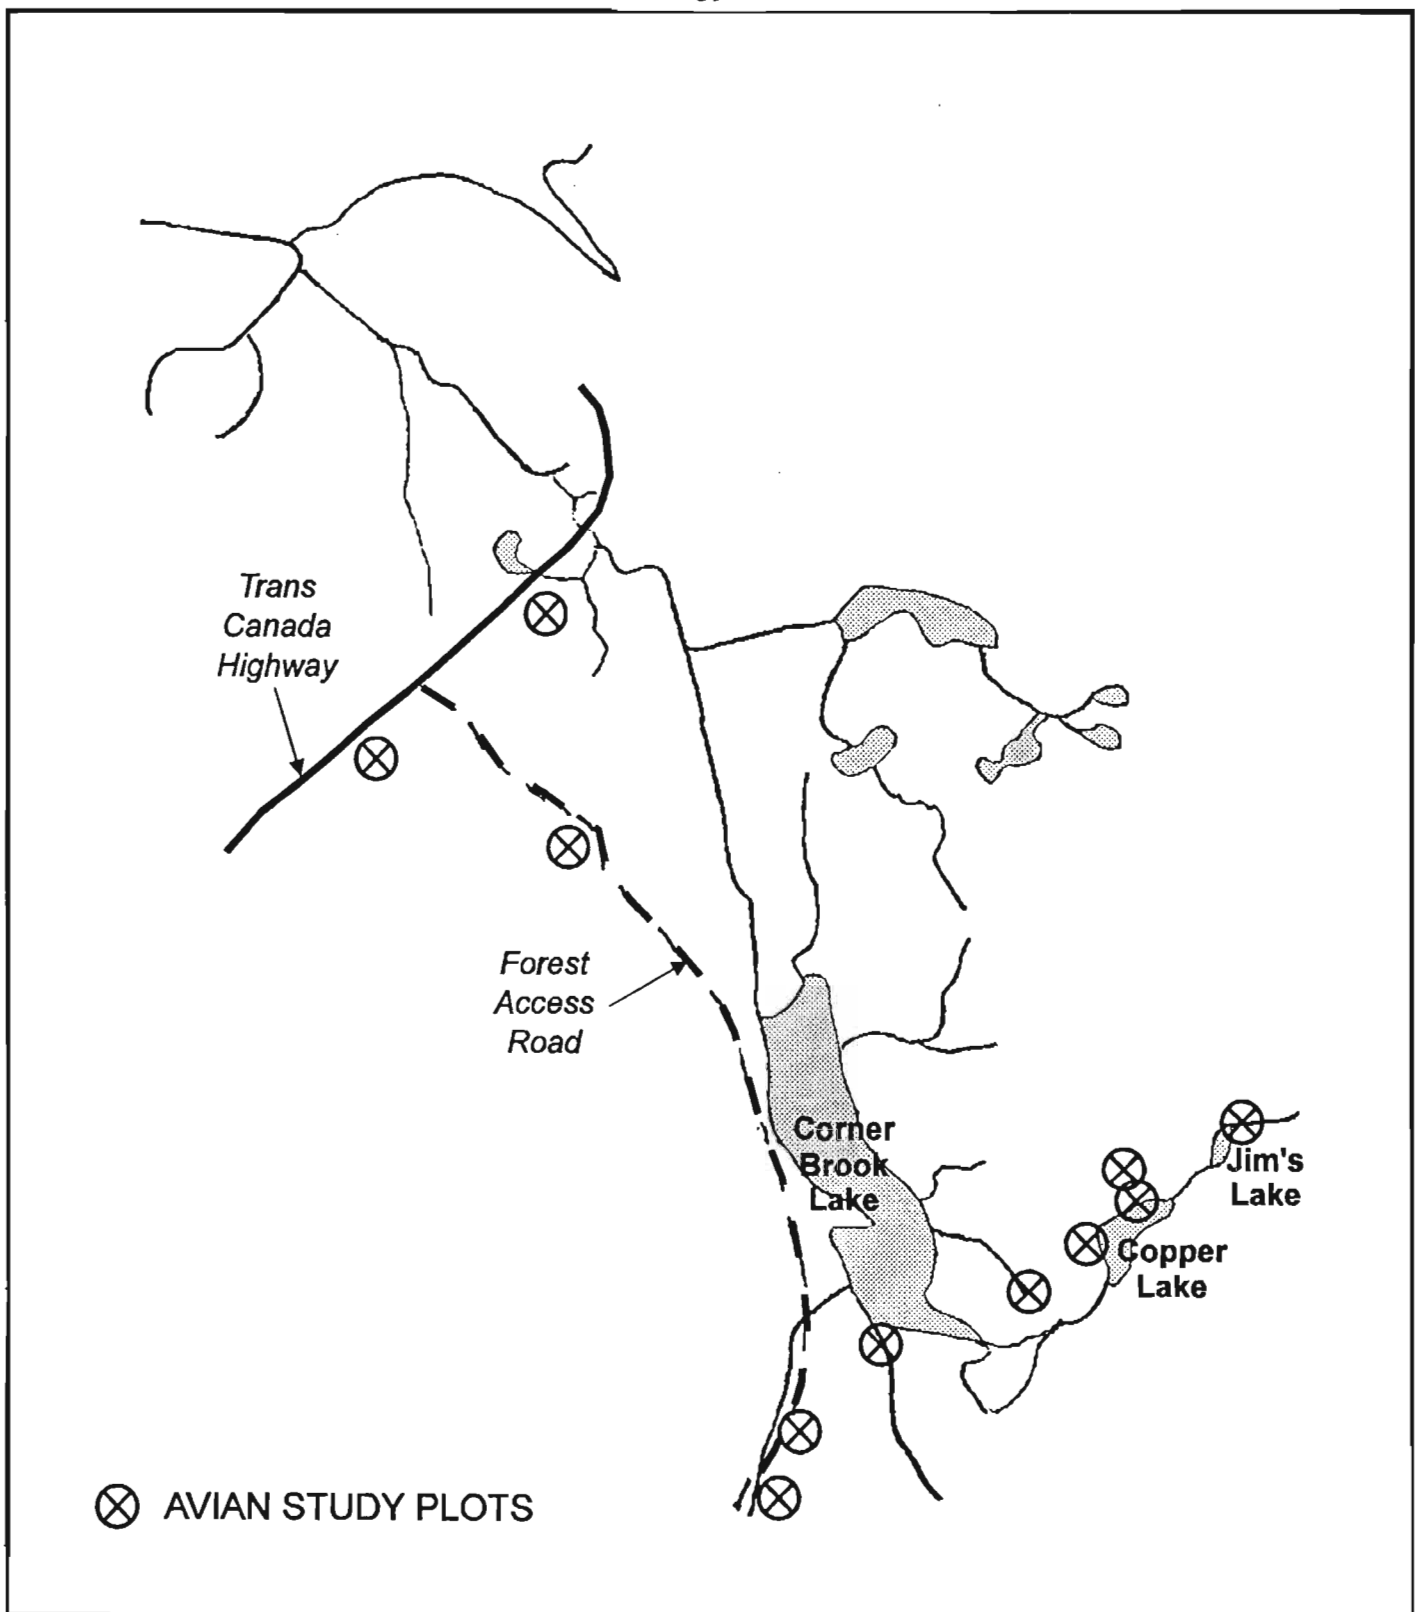 Trans
Canada
Highway
Forest
Access
Road
Corner
Brook
Lake
Jim's
Lake
Copper
Lake
AVIAN STUDY PLOTS